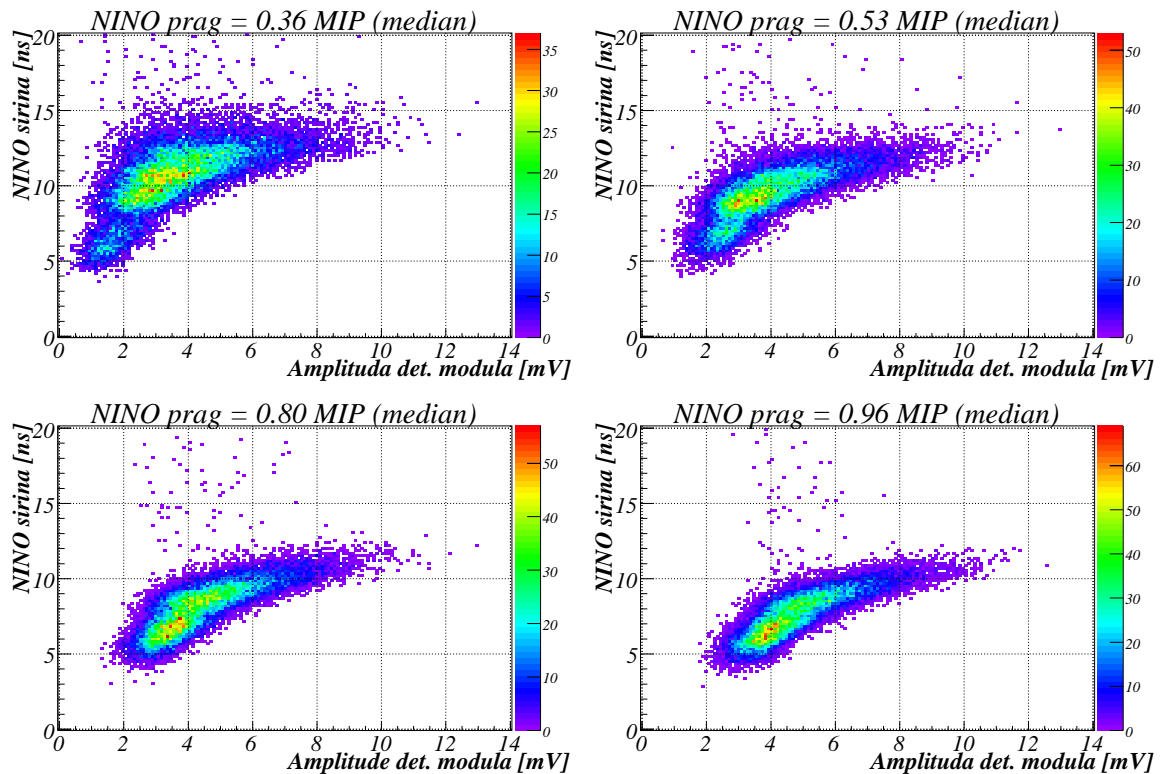 NINO prag = 0.36 MIP (median)
NINO sirina [ns]
20
15
10
5
0
0 2 4 6 8 10 12 14
Amplituda det. modula [mV]
35
30
25
20
15
10
5
0
NINO prag = 0.53 MIP (median)
NINO sirina [ns]
20
15
10
5
0
0 2 4 6 8 10 12 14
Amplituda det. modula [mV]
50
40
30
20
10
0
NINO prag = 0.80 MIP (median)
NINO sirina [ns]
20
15
10
5
0
0 2 4 6 8 10 12 14
Amplitude det. modula [mV]
50
40
30
20
10
0
NINO prag = 0.96 MIP (median)
NINO sirina [ns]
20
15
10
5
0
0 2 4 6 8 10 12 14
Amplituda det. modula [mV]
60
50
40
30
20
10
0